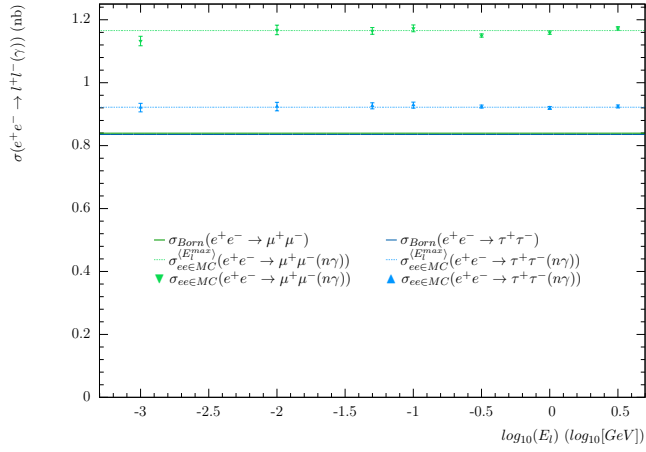 σ(e⁺e⁻ → l⁺l⁻(γ)) (nb)
1.2
1
0.8
0.6
0.4
0.2
0
σ_Born(e⁺e⁻ → μ⁺μ⁻)
σ_Born(e⁺e⁻ → τ⁺τ⁻)
σ_{ee∈MC}^{⟨E_l^{max}⟩}(e⁺e⁻ → μ⁺μ⁻(nγ))
σ_{ee∈MC}^{⟨E_l^{max}⟩}(e⁺e⁻ → τ⁺τ⁻(nγ))
σ_{ee∈MC}(e⁺e⁻ → μ⁺μ⁻(nγ))
σ_{ee∈MC}(e⁺e⁻ → τ⁺τ⁻(nγ))
-3 -2.5 -2 -1.5 -1 -0.5 0 0.5
log₁₀(E_l) (log₁₀[GeV])